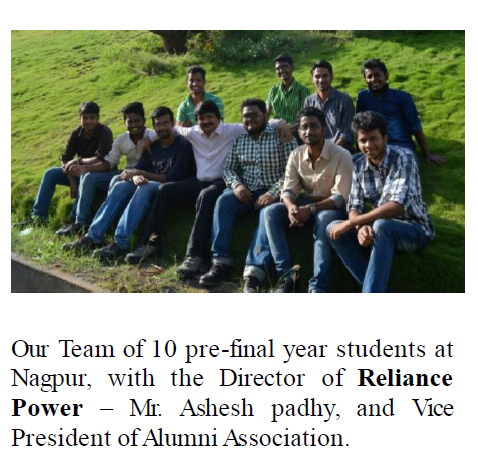 Our Team of 10 pre-final year students at
Nagpur, with the Director of Reliance
Power – Mr. Ashesh padhy, and Vice
President of Alumni Association.